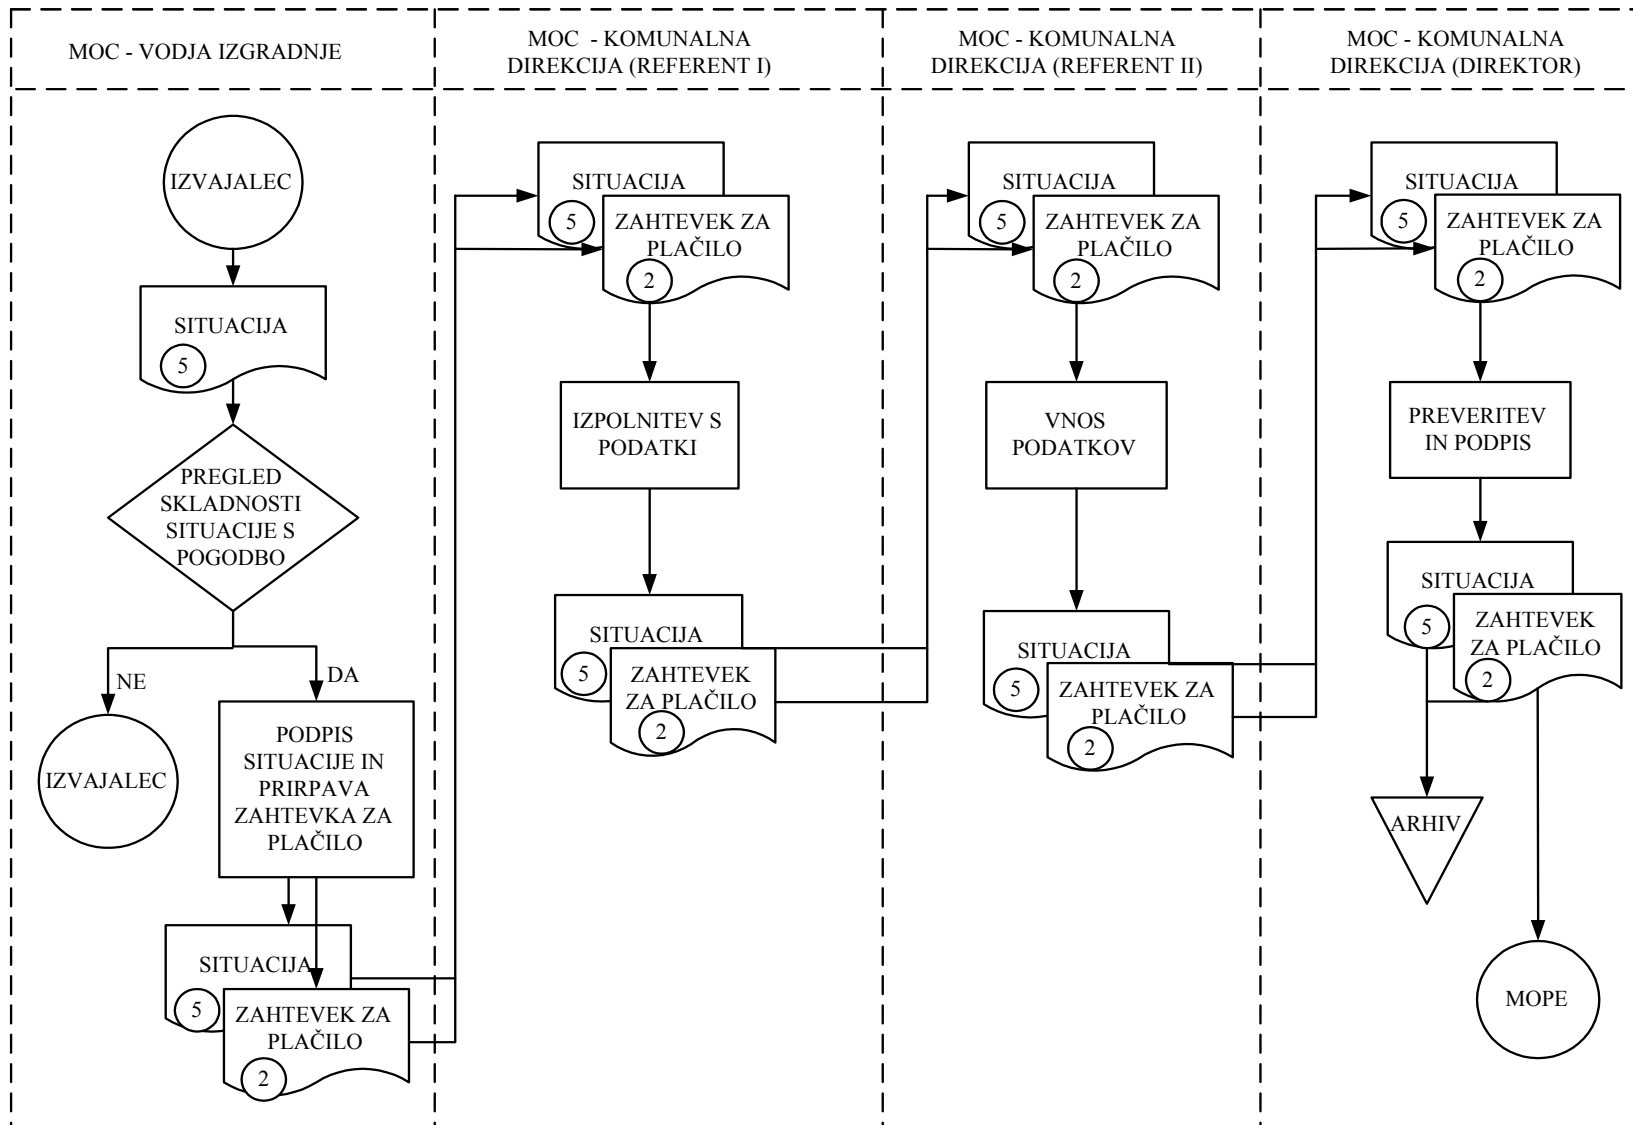 MOC - VODJA IZGRADNJE
MOC - KOMUNALNA
DIREKCIJA (REFERENT I)
MOC - KOMUNALNA
DIREKCIJA (REFERENT II)
MOC - KOMUNALNA
DIREKCIJA (DIREKTOR)
IZVAJALEC
SITUACIJA
5
PREGLED
SKLADNOSTI
SITUACIJE S
POGODBO
NE
DA
IZVAJALEC
PODPIS
SITUACIJE IN
PRIRPAVA
ZAHTEVKA ZA
PLAČILO
SITUACIJA
5
ZAHTEVEK ZA
PLAČILO
2
SITUACIJA
5
ZAHTEVEK ZA
PLAČILO
2
IZPOLNITEV S
PODATKI
SITUACIJA
5
ZAHTEVEK
ZA PLAČILO
2
SITUACIJA
5
ZAHTEVEK ZA
PLAČILO
2
VNOS
PODATKOV
SITUACIJA
5
ZAHTEVEK ZA
PLAČILO
2
SITUACIJA
5
ZAHTEVEK ZA
PLAČILO
2
PREVERITEV
IN PODPIS
SITUACIJA
5
ZAHTEVEK
ZA PLAČILO
2
ARHIV
MOPE